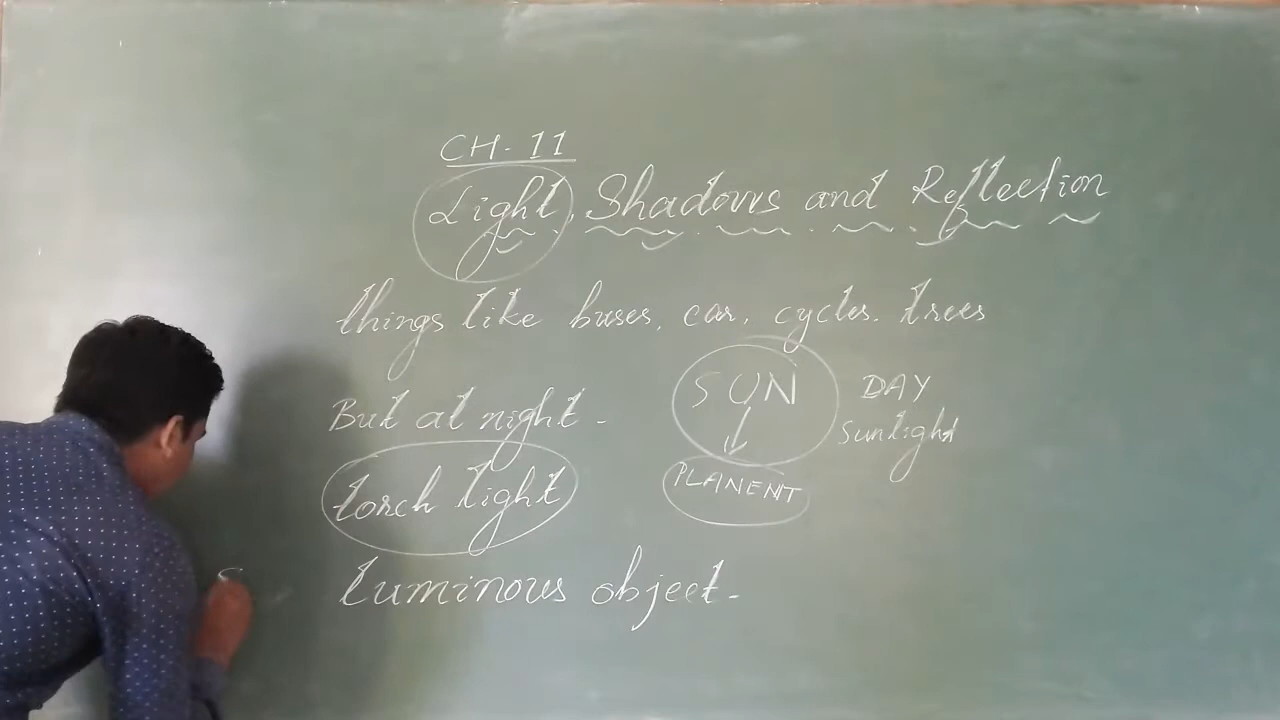 CH-11
Light, Shadows and Reflection
things like buses, car, cycles. trees
But at night -
SUN
DAY
sunlight
torch light
PLANENT
luminous object.
S